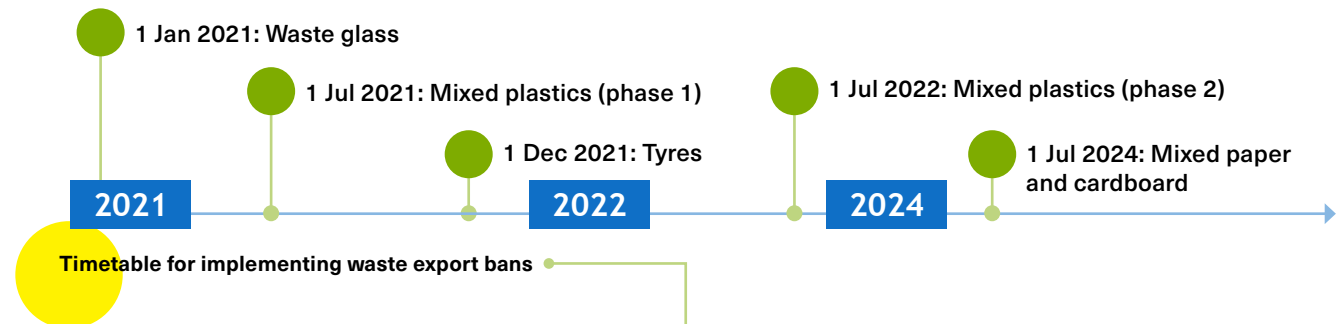 1 Jan 2021: Waste glass
1 Jul 2021: Mixed plastics (phase 1)
1 Jul 2022: Mixed plastics (phase 2)
1 Dec 2021: Tyres
1 Jul 2024: Mixed paper
and cardboard
2021
2022
2024
Timetable for implementing waste export bans